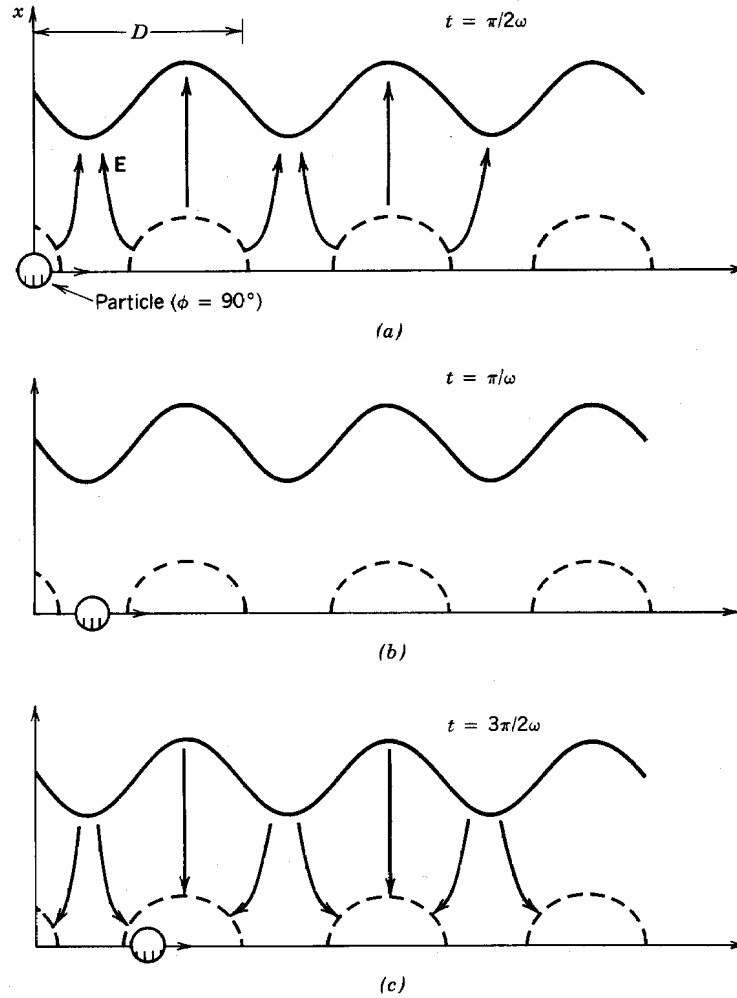 x
D
t = π/2ω
E
Particle (ϕ = 90°)
(a)
t = π/ω
(b)
t = 3π/2ω
(c)